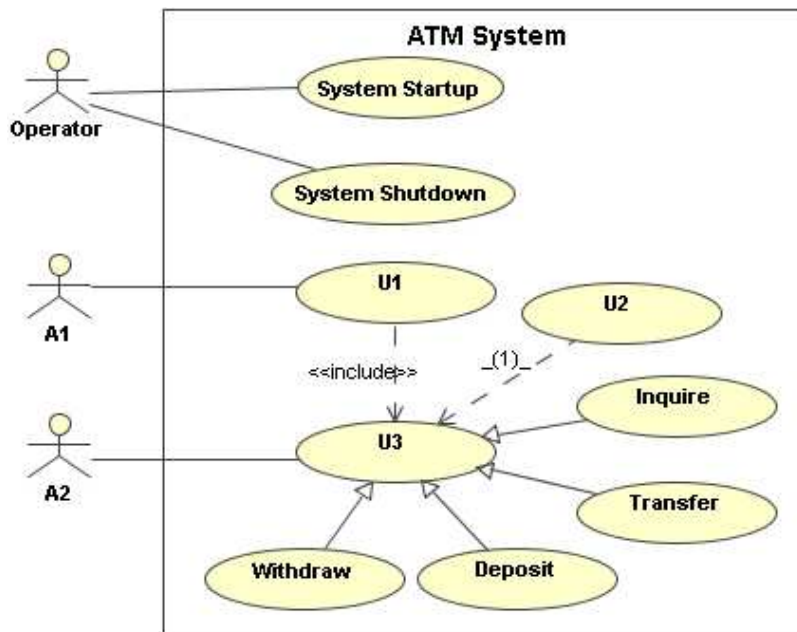 ATM System
System Startup
Operator
System Shutdown
U1
U2
A1
<<include>>
_(1)_
Inquire
U3
A2
Transfer
Withdraw
Deposit